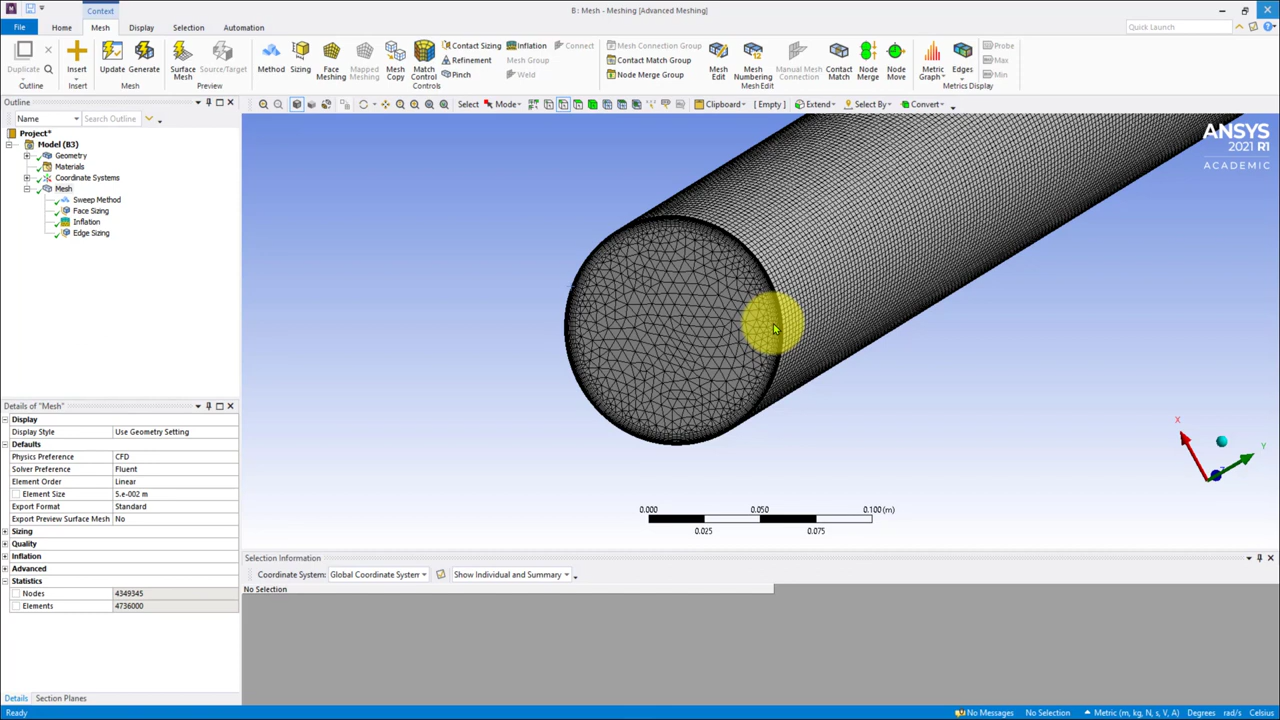 B: Mesh - Meshing [Advanced Meshing]
Context
File Home Mesh Display Selection Automation
Quick Launch
Duplicate
Outline
Insert
Insert
Update Generate
Mesh
Surface Mesh
Source/Target
Preview
Method Sizing Face Meshing Mapped Meshing Mesh Copy Match Control
Contact Sizing
Refinement
Pinch
Inflation
Mesh Group
Weld
Connect
Controls
Mesh Connection Group
Contact Match Group
Node Merge Group
Mesh Edit Mesh Numbering Manual Mesh Connection Contact Match Node Merge Node Move
Mesh Edit
Mesh Graph Edges
Probe
Max
Min
Metrics Display
Outline
Select Mode Clipboard [ Empty ] Extend Select By Convert
Name Search Outline
Project*
Model (B3)
Geometry
Materials
Coordinate Systems
Mesh
Sweep Method
Face Sizing
Inflation
Edge Sizing
ANSYS
2021 R1
ACADEMIC
Details of "Mesh"
Display
Display Style Use Geometry Setting
Defaults
Physics Preference CFD
Solver Preference Fluent
Element Order Linear
Element Size 5.e-002 m
Export Format Standard
Export Preview Surface Mesh No
Sizing
Quality
Inflation
Advanced
Statistics
Nodes 4349345
Elements 4736000
X
Y
Z
0.000 0.050 0.100 (m)
0.025 0.075
Selection Information
Coordinate System: Global Coordinate System Show Individual and Summary
No Selection
Details Section Planes
Ready No Messages No Selection Metric (m, kg, N, s, V, A) Degrees rad/s Celsius